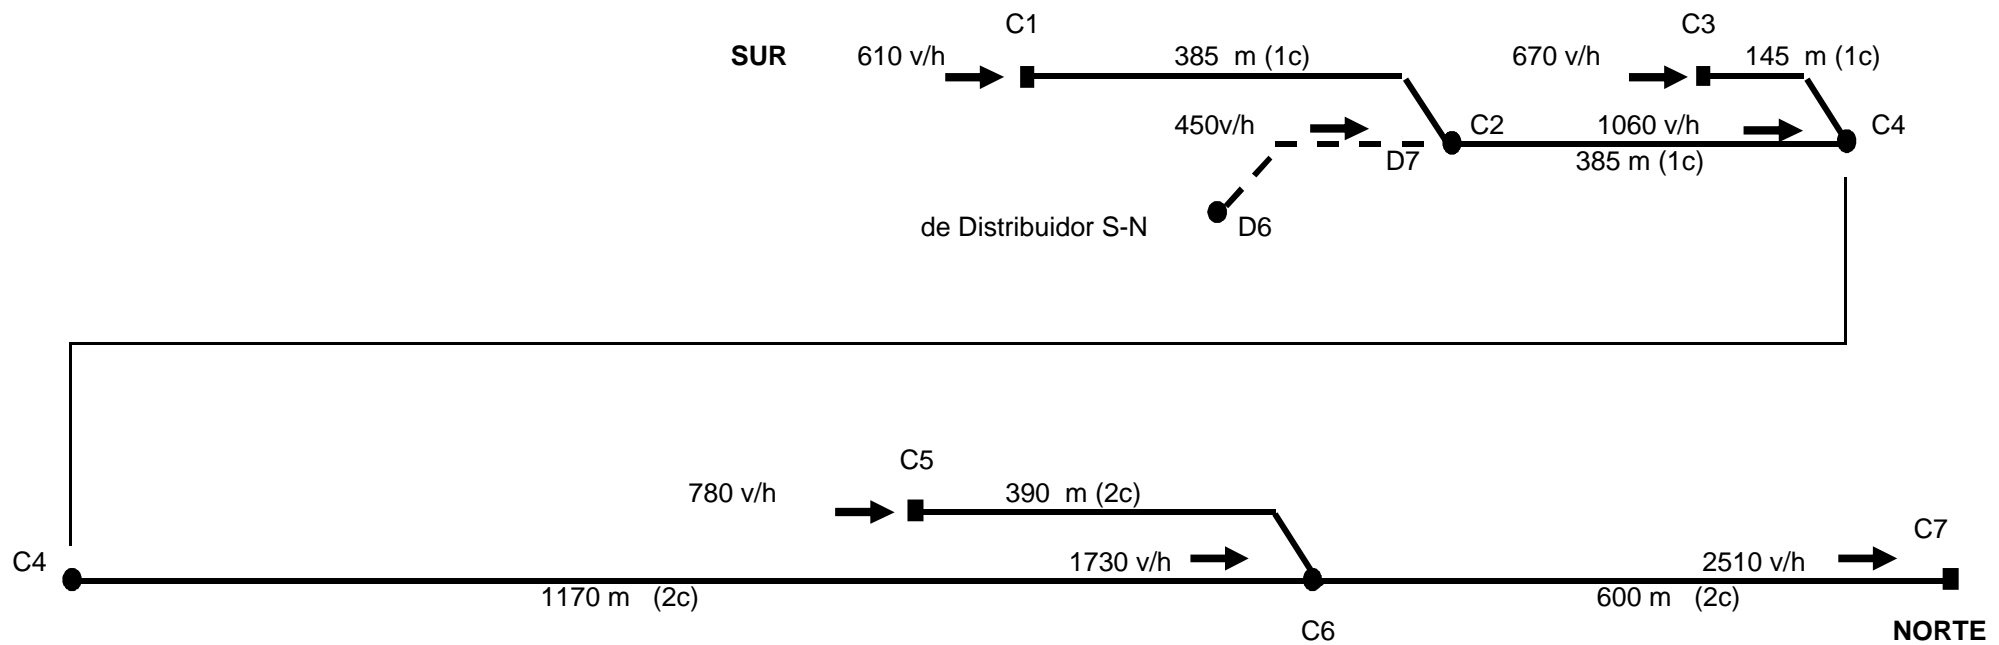 C1
C3
SUR
610 v/h
385 m (1c)
670 v/h
145 m (1c)
450v/h
C2
1060 v/h
C4
D7
385 m (1c)
de Distribuidor S-N
D6
C5
780 v/h
390 m (2c)
C7
C4
1730 v/h
2510 v/h
1170 m (2c)
600 m (2c)
C6
NORTE